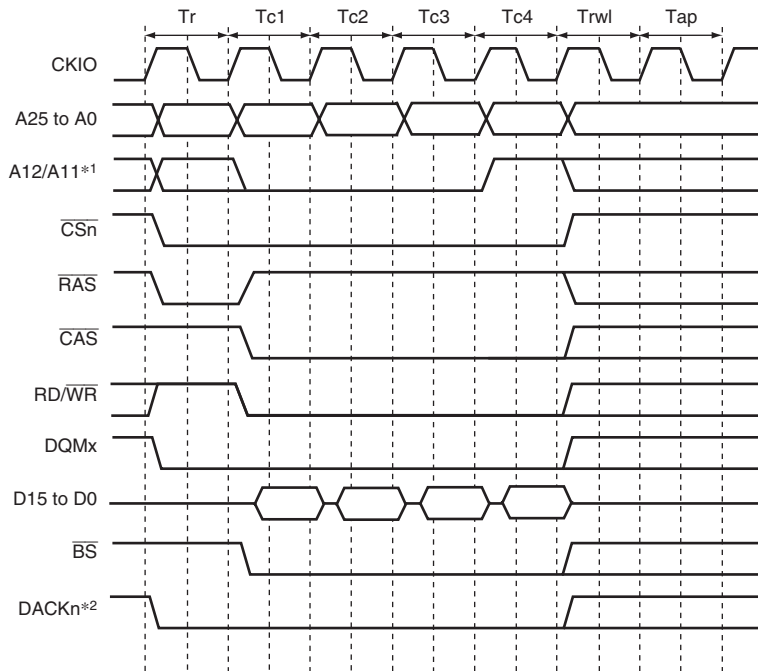 Tr Tc1 Tc2 Tc3 Tc4 Trwl Tap
CKIO
A25 to A0
A12/A11*1
CSn
RAS
CAS
RD/WR
DQMx
D15 to D0
BS
DACKn*2